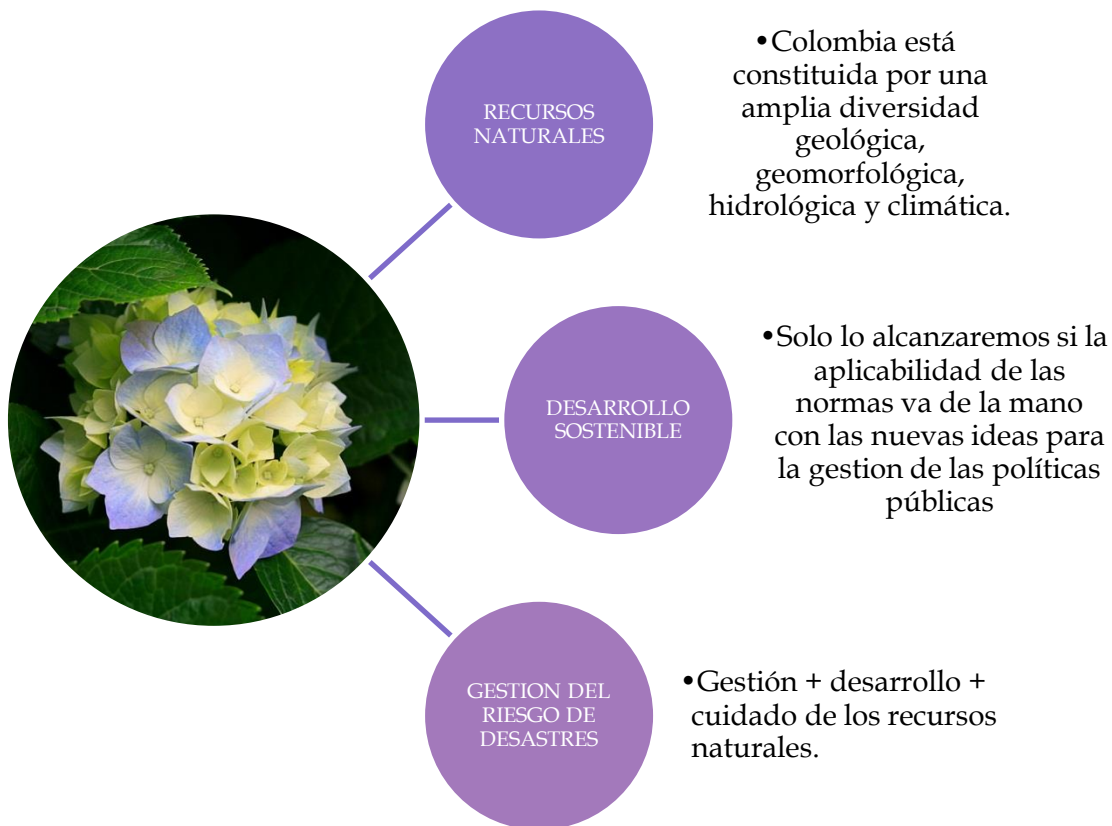 RECURSOS
NATURALES
•Colombia está
constituida por una
amplia diversidad
geológica,
geomorfológica,
hidrológica y climática.
DESARROLLO
SOSTENIBLE
•Solo lo alcanzaremos si la
aplicabilidad de las
normas va de la mano
con las nuevas ideas para
la gestion de las políticas
públicas
GESTION DEL
RIESGO DE
DESASTRES
•Gestión + desarrollo +
cuidado de los recursos
naturales.